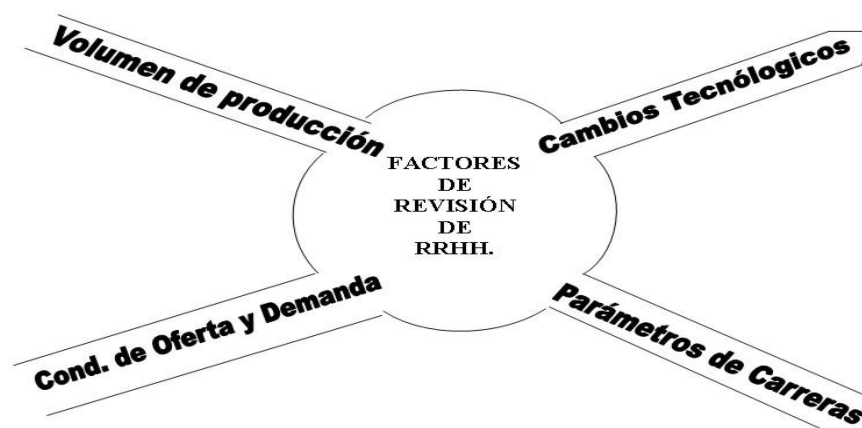 Volumen de producción
Cambios Tecnólogicos
FACTORES
DE
REVISIÓN
DE
RRHH.
Cond. de Oferta y Demanda
Parámetros de Carreras